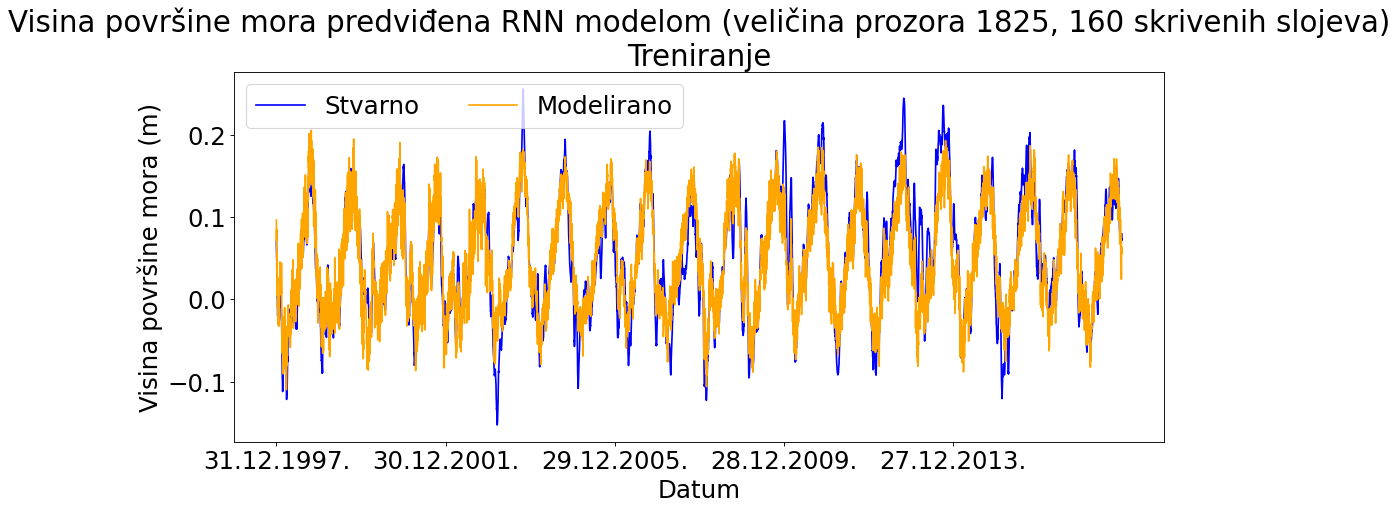 Visina površine mora predviđena RNN modelom (veličina prozora 1825, 160 skrivenih slojeva)
Treniranje
Stvarno
Modelirano
Visina površine mora (m)
0.2
0.1
0.0
−0.1
31.12.1997.
30.12.2001.
29.12.2005.
28.12.2009.
27.12.2013.
Datum